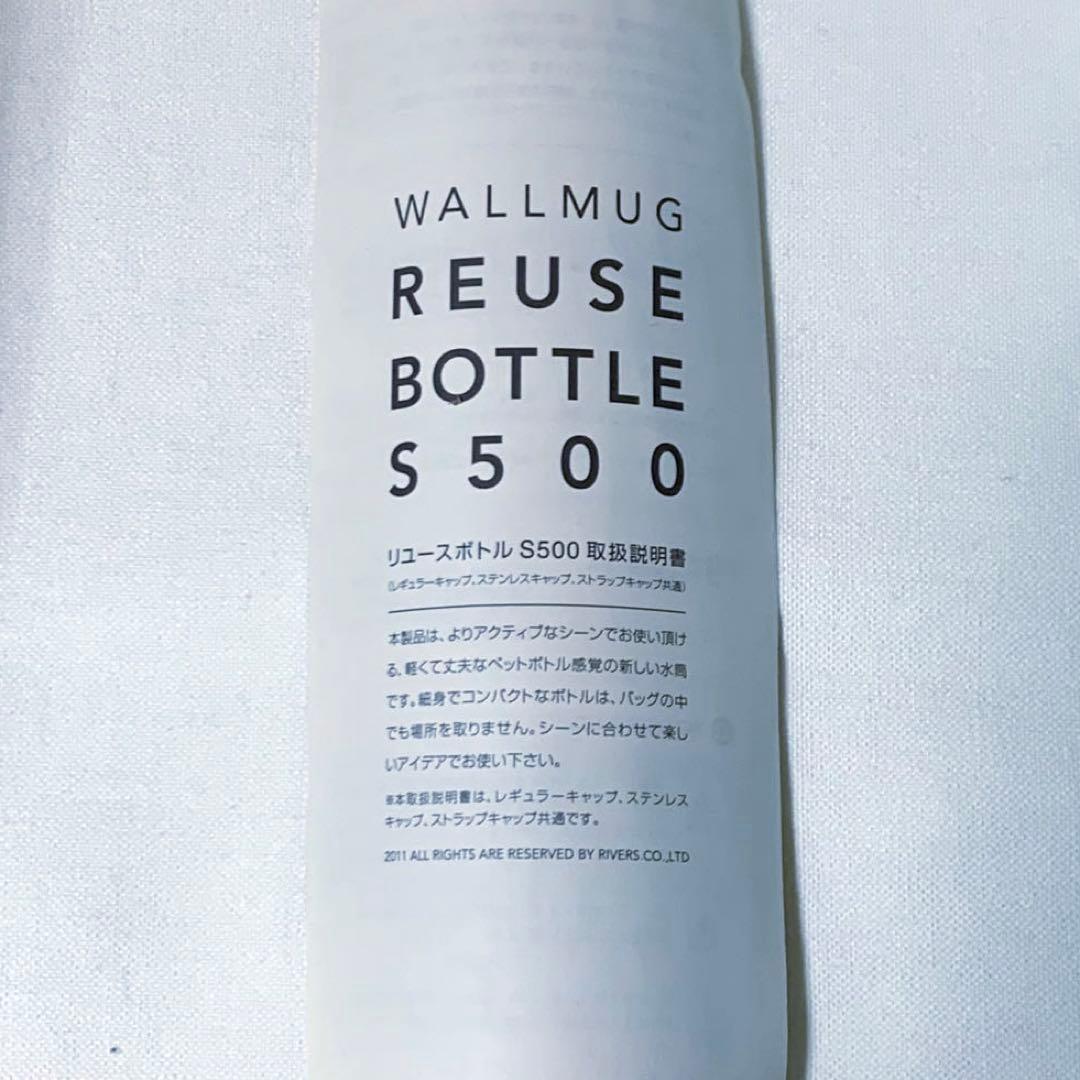 WALLMUG
REUSE
BOTTLE
S500
リユースボトル S500 取扱説明書
(レギュラーキャップ、ステンレスキャップ、ストラップキャップ共通)
本製品は、よりアクティブなシーンでお使い頂け
る、軽くて丈夫なペットボトル感覚の新しい水筒
です。細身でコンパクトなボトルは、バッグの中
でも場所を取りません。シーンに合わせて楽し
いアイデアでお使い下さい。
※本取扱説明書は、レギュラーキャップ、ステンレス
キャップ、ストラップキャップ共通です。
2011 ALL RIGHTS ARE RESERVED BY RIVERS.CO.,LTD